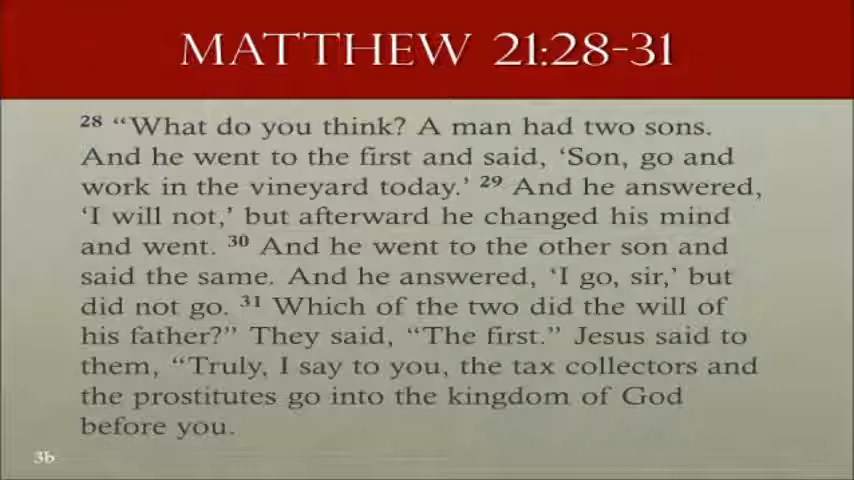 MATTHEW 21:28-31
28 “What do you think? A man had two sons.
And he went to the first and said, ‘Son, go and
work in the vineyard today.’ 29 And he answered,
‘I will not,’ but afterward he changed his mind
and went. 30 And he went to the other son and
said the same. And he answered, ‘I go, sir,’ but
did not go. 31 Which of the two did the will of
his father?” They said, “The first.” Jesus said to
them, “Truly, I say to you, the tax collectors and
the prostitutes go into the kingdom of God
before you.
3b